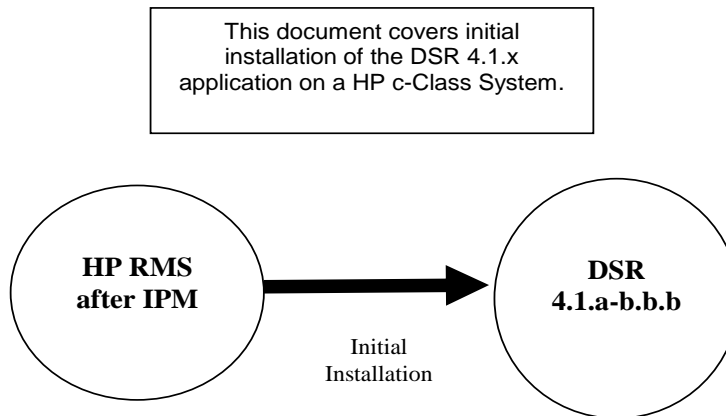 This document covers initial
installation of the DSR 4.1.x
application on a HP c-Class System.
HP RMS
after IPM
Initial
Installation
DSR
4.1.a-b.b.b